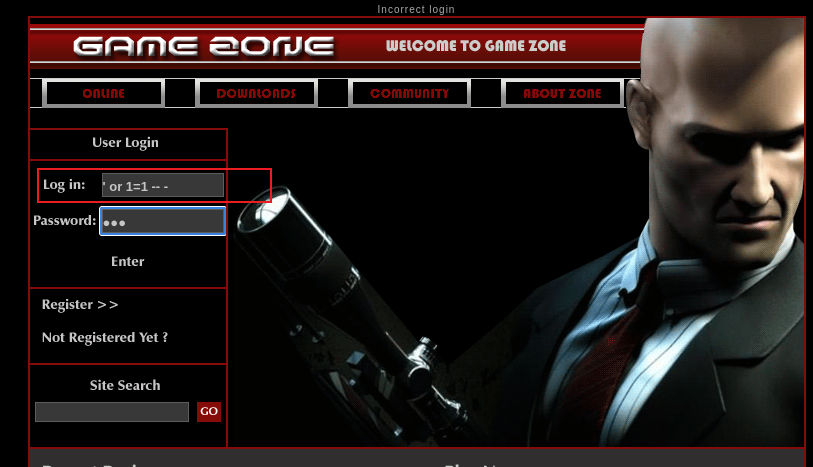 Incorrect login
GAME ZONE
WELCOME TO GAME ZONE
ONLINE
DOWNLOADS
COMMUNITY
ABOUT ZONE
User Login
Log in: ' or 1=1 -- -
Password: •••
Enter
Register >>
Not Registered Yet ?
Site Search
GO